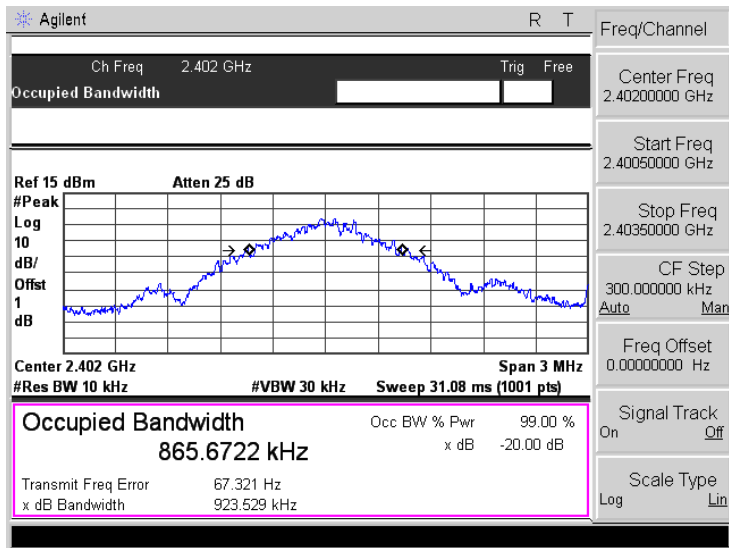 Agilent R T
Ch Freq 2.402 GHz Trig Free
Occupied Bandwidth
Ref 15 dBm Atten 25 dB
#Peak
Log
10
dB/
Offst
1
dB
Center 2.402 GHz Span 3 MHz
#Res BW 10 kHz #VBW 30 kHz Sweep 31.08 ms (1001 pts)
Occupied Bandwidth
865.6722 kHz
Occ BW % Pwr 99.00 %
x dB -20.00 dB
Transmit Freq Error 67.321 Hz
x dB Bandwidth 923.529 kHz
Freq/Channel
Center Freq
2.40200000 GHz
Start Freq
2.40050000 GHz
Stop Freq
2.40350000 GHz
CF Step
300.000000 kHz
Auto Man
Freq Offset
0.00000000 Hz
Signal Track
On Off
Scale Type
Log Lin